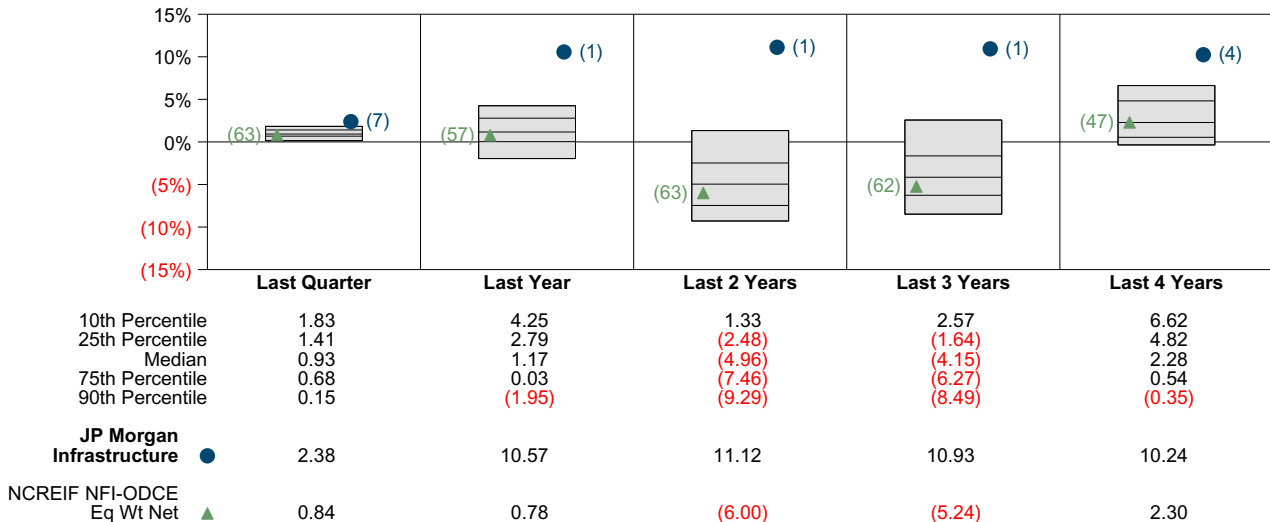 15%
10%
5%
0%
(5%)
(10%)
(15%)
(63) (7)
(57) (1)
(63) (1)
(62) (1)
(47) (4)
Last Quarter Last Year Last 2 Years Last 3 Years Last 4 Years
10th Percentile 1.83 4.25 1.33 2.57 6.62
25th Percentile 1.41 2.79 (2.48) (1.64) 4.82
Median 0.93 1.17 (4.96) (4.15) 2.28
75th Percentile 0.68 0.03 (7.46) (6.27) 0.54
90th Percentile 0.15 (1.95) (9.29) (8.49) (0.35)
JP Morgan
Infrastructure 2.38 10.57 11.12 10.93 10.24
NCREIF NFI-ODCE
Eq Wt Net 0.84 0.78 (6.00) (5.24) 2.30